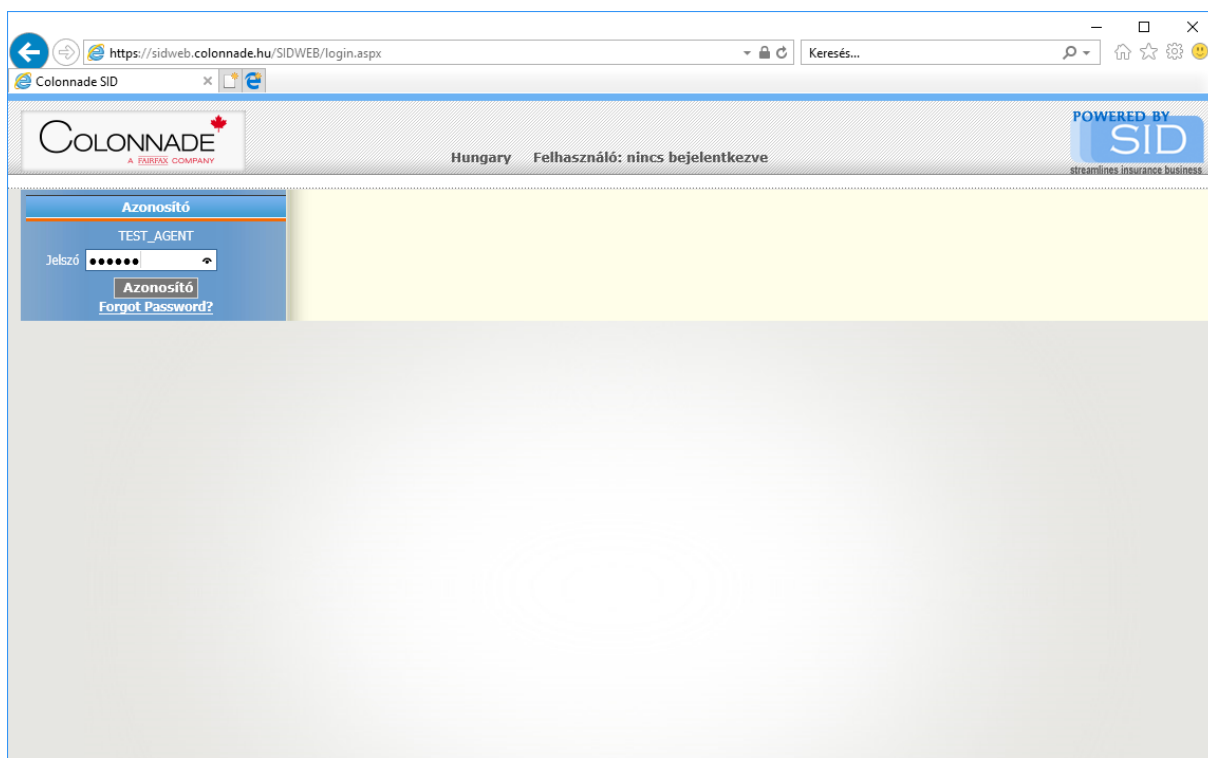 https://sidweb.colonnade.hu/SIDWEB/login.aspx
Keresés...
Colonnade SID
COLONNADE
A FAIRFAX COMPANY
Hungary Felhasználó: nincs bejelentkezve
POWERED BY
SID
streamlines insurance business
Azonosító
TEST_AGENT
Jelszó ●●●●●●
Azonosító
Forgot Password?